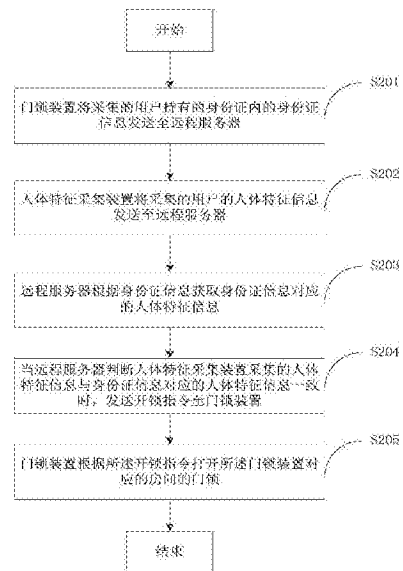 开始
S201
门锁装置将采集的用户持有的身份证内的身份证
信息发送至远程服务器
S202
人体特征采集装置将采集的用户的人体特征信息
发送至远程服务器
S203
远程服务器根据身份证信息获取身份证信息对应
的人体特征信息
S204
当远程服务器判断人体特征采集装置采集的人体
特征信息与身份证信息对应的人体特征信息一致
时，发送开锁指令至门锁装置
S205
门锁装置根据所述开锁指令打开所述门锁装置对
应的房间的门锁
结束